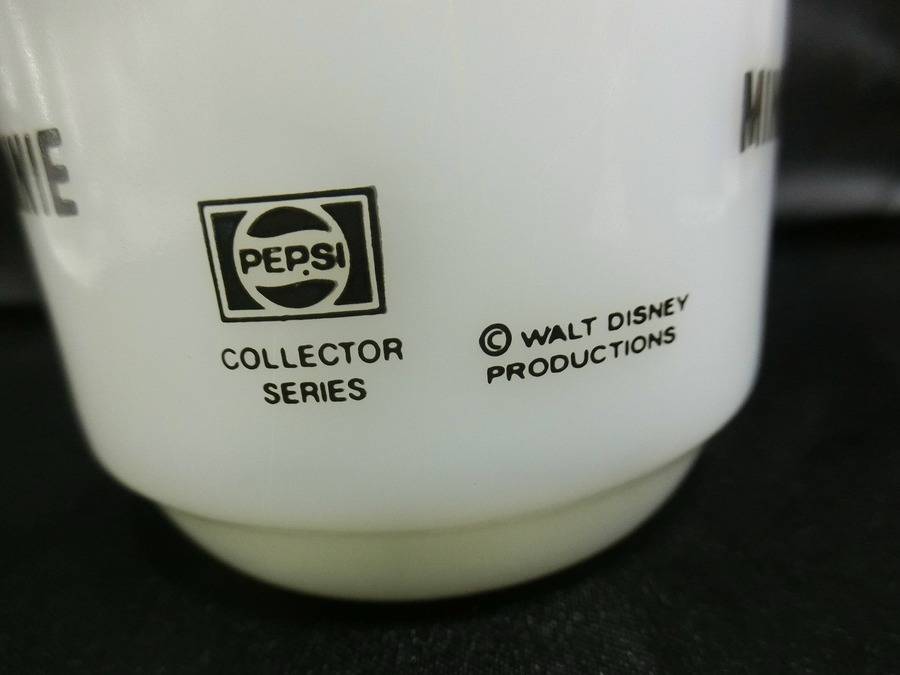 PEPSI
COLLECTOR
SERIES
© WALT DISNEY
PRODUCTIONS